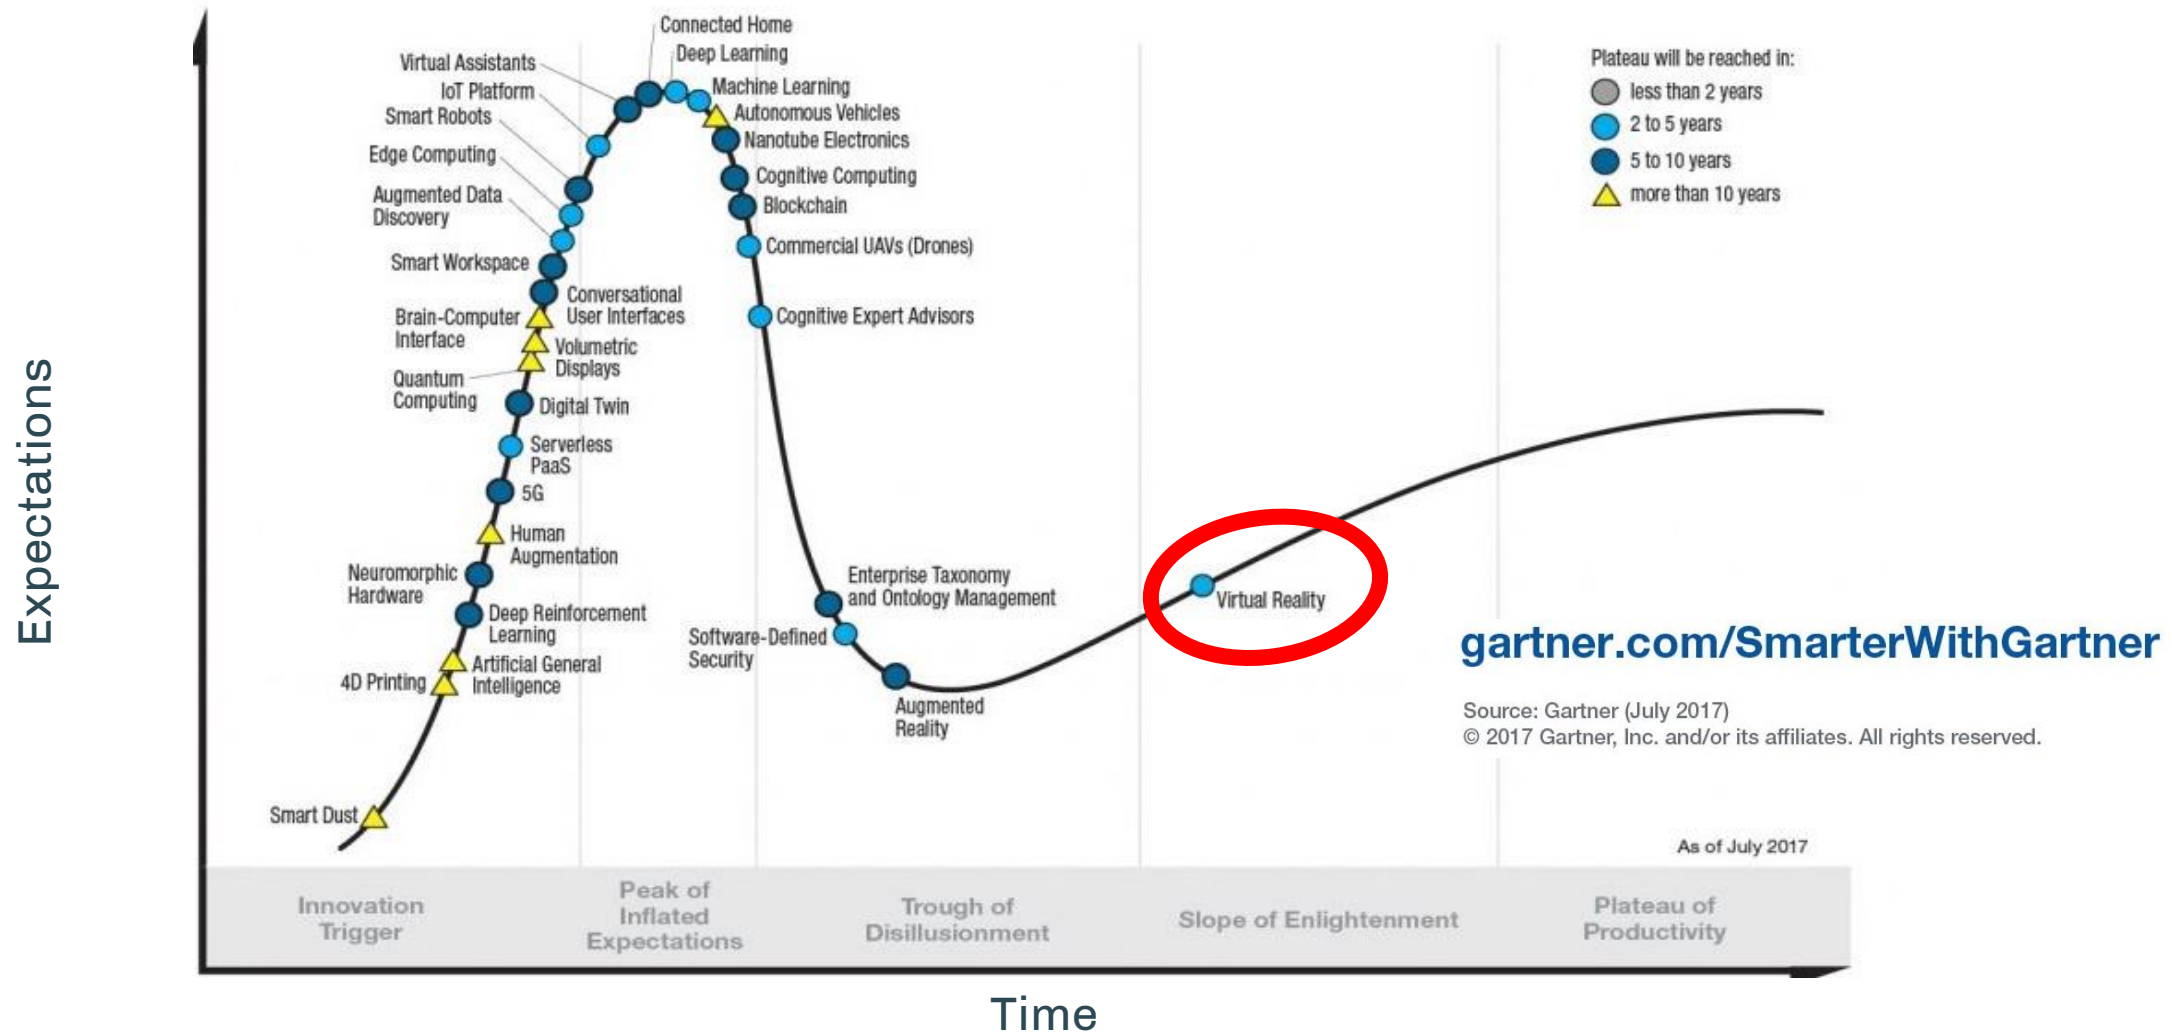 Connected Home
Deep Learning
Virtual Assistants
IoT Platform
Smart Robots
Edge Computing
Augmented Data
Discovery
Smart Workspace
Brain-Computer
Interface
Quantum
Computing
Neuromorphic
Hardware
4D Printing
Smart Dust
Machine Learning
Autonomous Vehicles
Nanotube Electronics
Cognitive Computing
Blockchain
Commercial UAVs (Drones)
Cognitive Expert Advisors
Conversational
User Interfaces
Volumetric
Displays
Digital Twin
Serverless
PaaS
5G
Human
Augmentation
Deep Reinforcement
Learning
Artificial General
Intelligence
Enterprise Taxonomy
and Ontology Management
Software-Defined
Security
Augmented
Reality
Virtual Reality
Plateau will be reached in:
less than 2 years
2 to 5 years
5 to 10 years
more than 10 years
gartner.com/SmarterWithGartner
Source: Gartner (July 2017)
© 2017 Gartner, Inc. and/or its affiliates. All rights reserved.
As of July 2017
Expectations
Innovation
Trigger
Peak of
Inflated
Expectations
Trough of
Disillusionment
Slope of Enlightenment
Plateau of
Productivity
Time